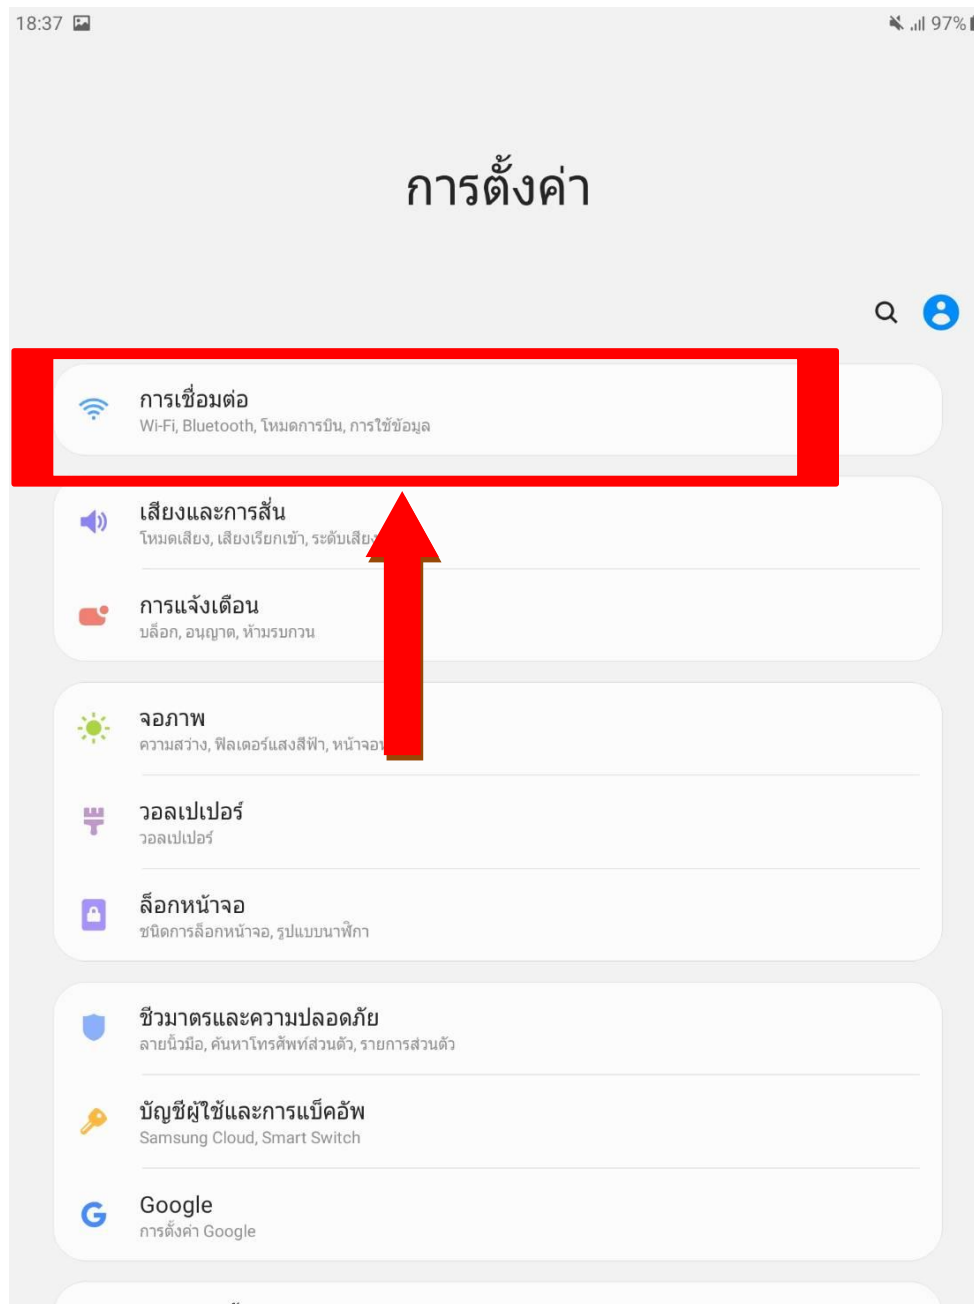 18:37 97%
การตั้งค่า
การเชื่อมต่อ
Wi-Fi, Bluetooth, โหมดการบิน, การใช้ข้อมูล
เสียงและการสั่น
โหมดเสียง, เสียงเรียกเข้า, ระดับเสียง
การแจ้งเตือน
บล็อก, อนุญาต, ห้ามรบกวน
จอภาพ
ความสว่าง, ฟิลเตอร์แสงสีฟ้า,
วอลเปเปอร์
วอลเปเปอร์
ล็อกหน้าจอ
ชนิดการล็อกหน้าจอ, รูปแบบนาฬิกา
ชีวมาตรและความปลอดภัย
ลายนิ้วมือ, ค้นหาโทรศัพท์ส่วนตัว, รายการส่วนตัว
บัญชีผู้ใช้และการแบ็คอัพ
Samsung Cloud, Smart Switch
Google
การตั้งค่า Google